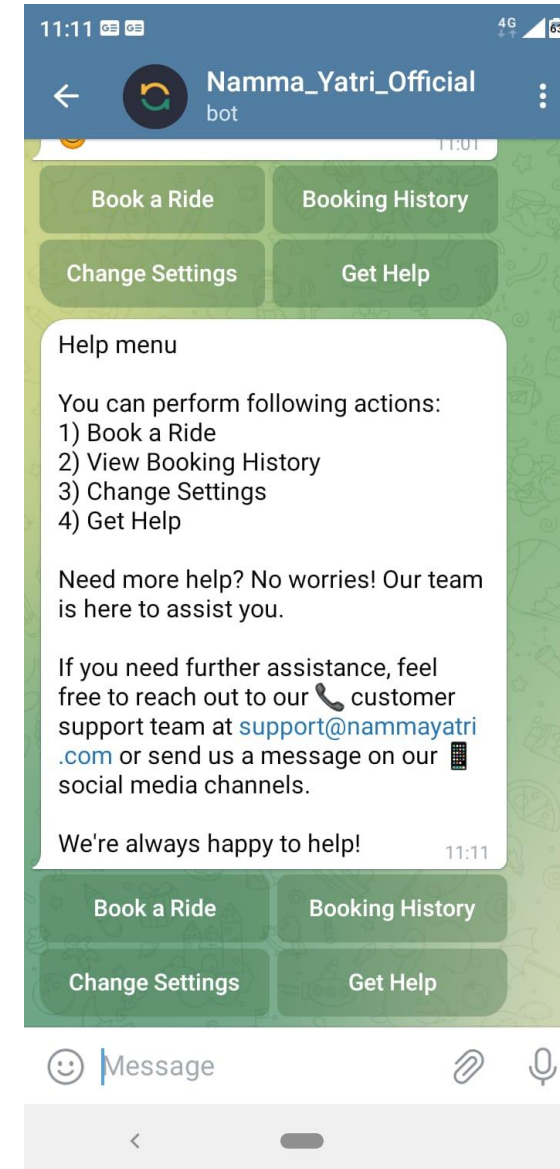 11:11 GE GE 4G 63
Namma_Yatri_Official
bot
11:01
Book a Ride Booking History
Change Settings Get Help
Help menu
You can perform following actions:
1) Book a Ride
2) View Booking History
3) Change Settings
4) Get Help
Need more help? No worries! Our team
is here to assist you.
If you need further assistance, feel
free to reach out to our 📞 customer
support team at support@nammayatri
.com or send us a message on our 📱
social media channels.
We're always happy to help! 11:11
Book a Ride Booking History
Change Settings Get Help
Message